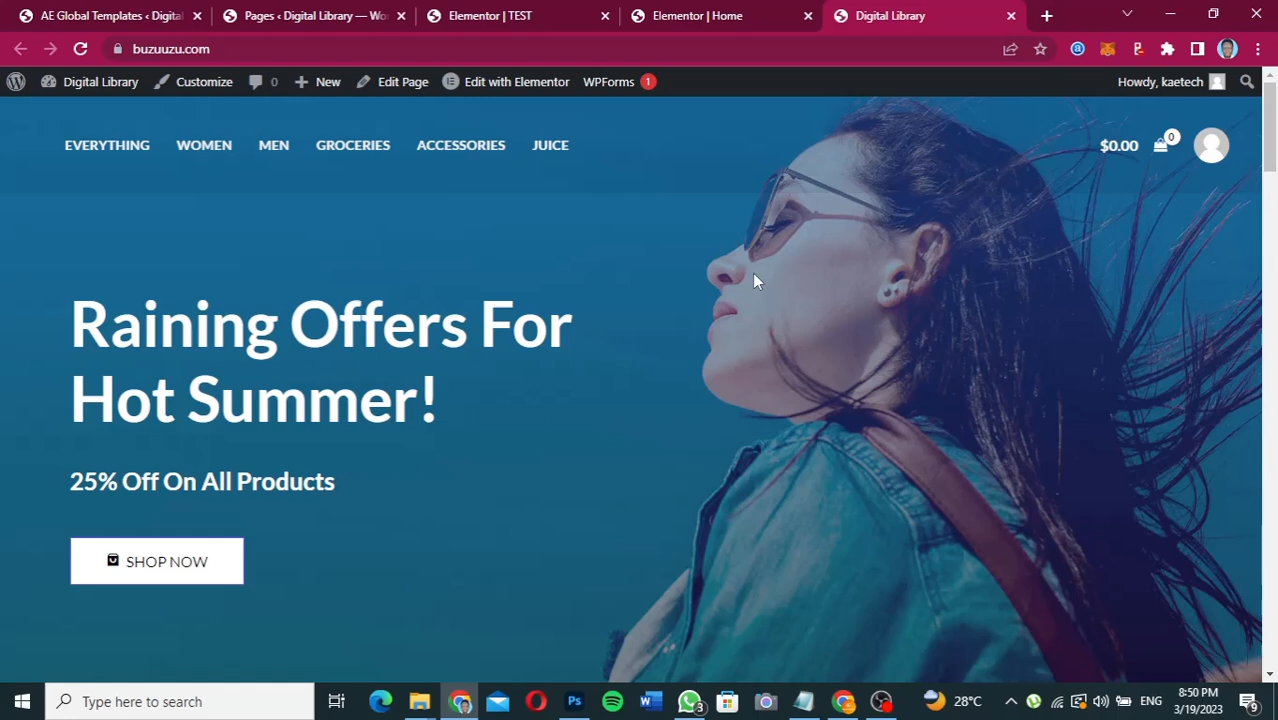 AE Global Templates ‹ Digital
Pages ‹ Digital Library — Wo
Elementor | TEST
Elementor | Home
Digital Library
buzuuzu.com
Digital Library
Customize
0
New
Edit Page
Edit with Elementor
WPForms 1
Howdy, kaetech
EVERYTHING
WOMEN
MEN
GROCERIES
ACCESSORIES
JUICE
$0.00
0
Raining Offers For
Hot Summer!
25% Off On All Products
SHOP NOW
Type here to search
3
28°C
ENG
8:50 PM
3/19/2023
9